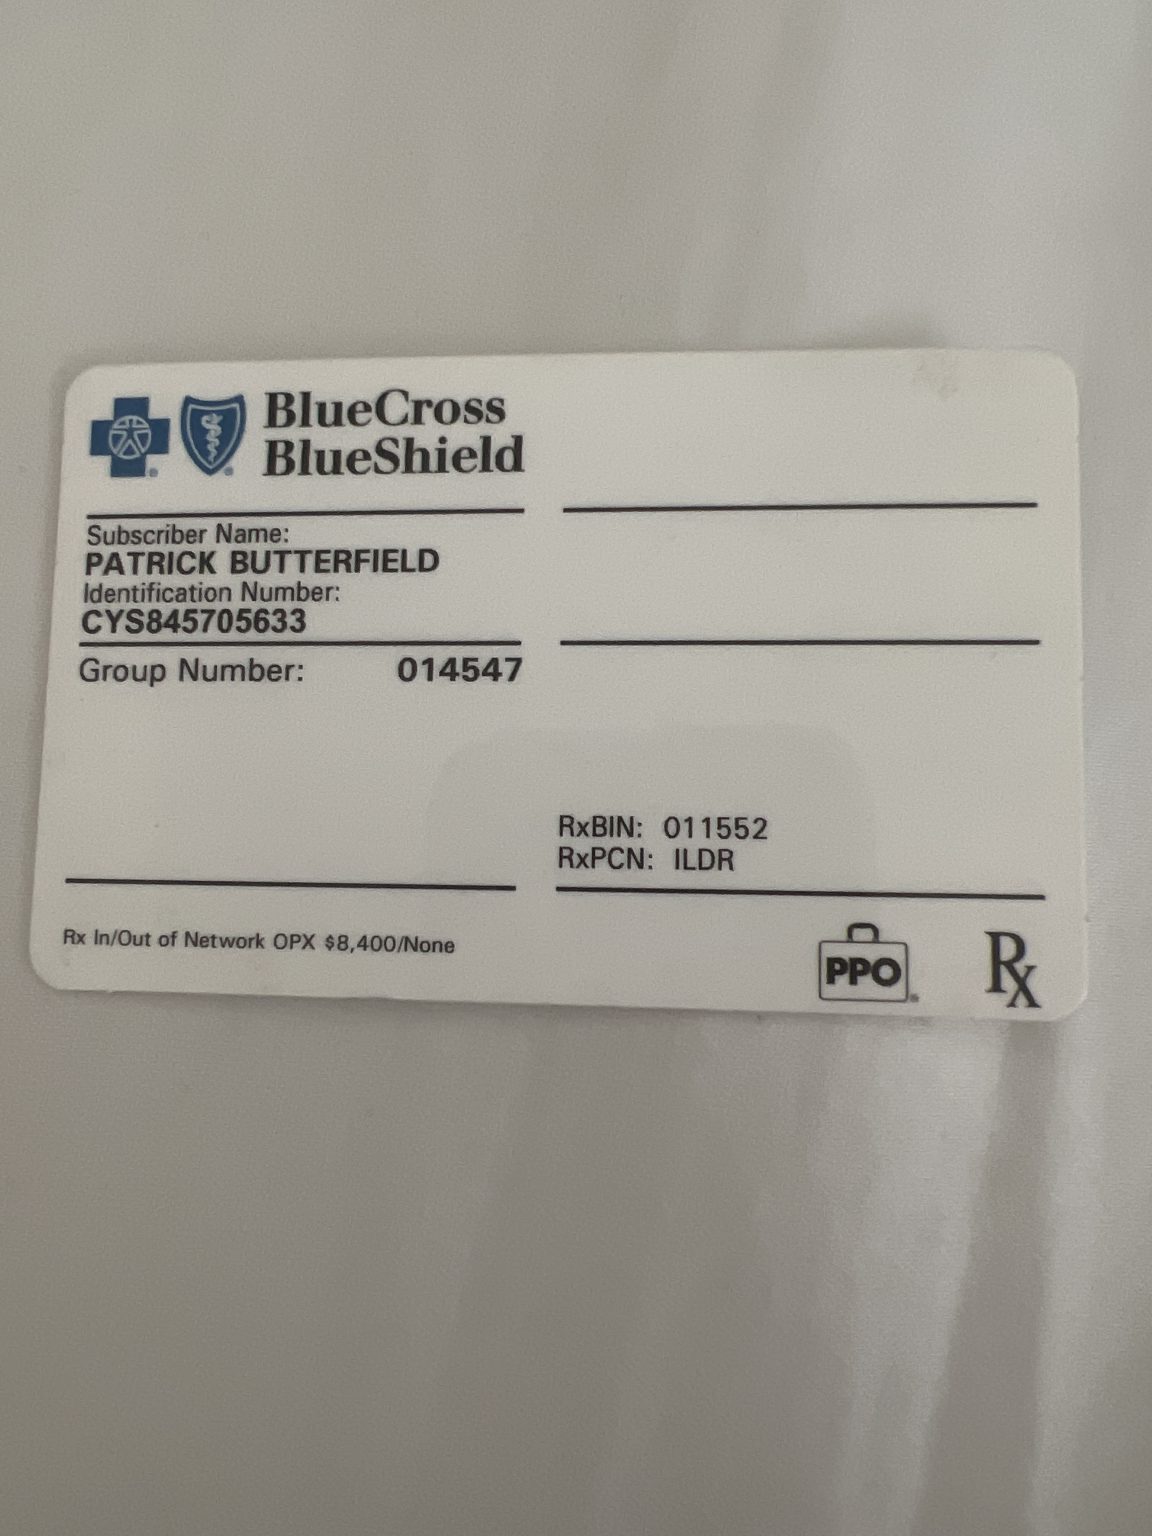 BlueCross
BlueShield
Subscriber Name:
PATRICK BUTTERFIELD
Identification Number:
CYS845705633
Group Number: 014547
RxBIN: 011552
RxPCN: ILDR
Rx In/Out of Network OPX $8,400/None
PPO
Rx